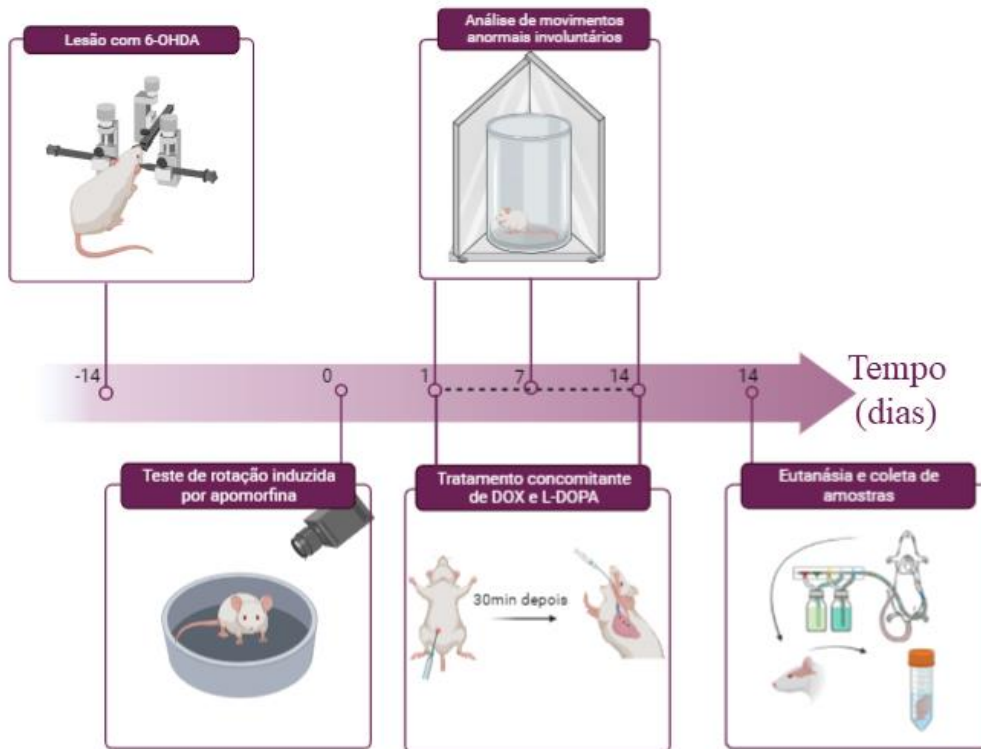 Lesão com 6-OHDA
Análise de movimentos
anormais involuntários
-14
0
1
7
14
14
Tempo
(dias)
Teste de rotação induzida
por apomorfina
Tratamento concomitante
de DOX e L-DOPA
30min depois
Eutanásia e coleta de
amostras